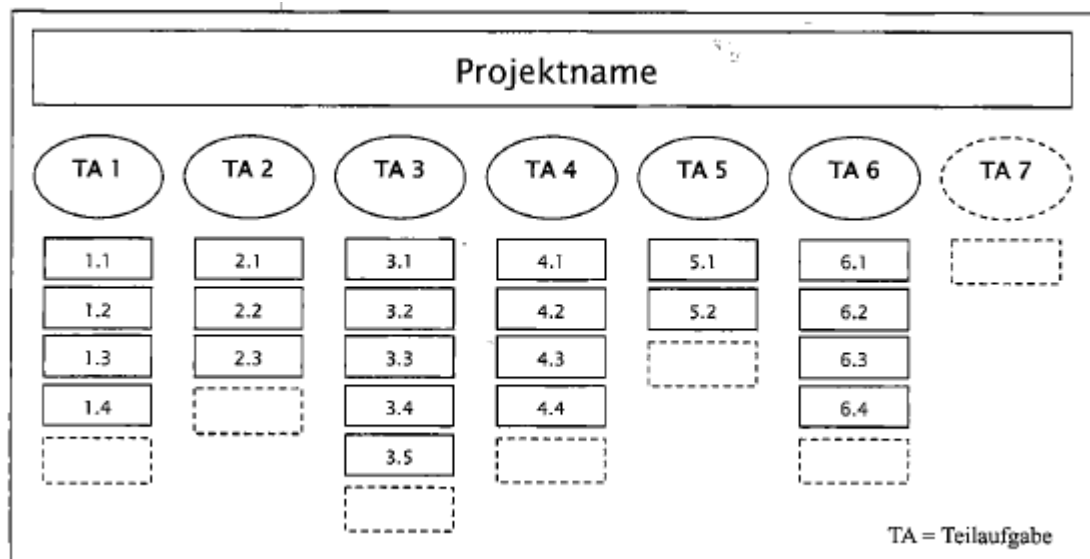 Projektname
TA 1 TA 2 TA 3 TA 4 TA 5 TA 6 TA 7
1.1 2.1 3.1 4.1 5.1 6.1
1.2 2.2 3.2 4.2 5.2 6.2
1.3 2.3 3.3 4.3 6.3
1.4 3.4 4.4 6.4
3.5
TA = Teilaufgabe